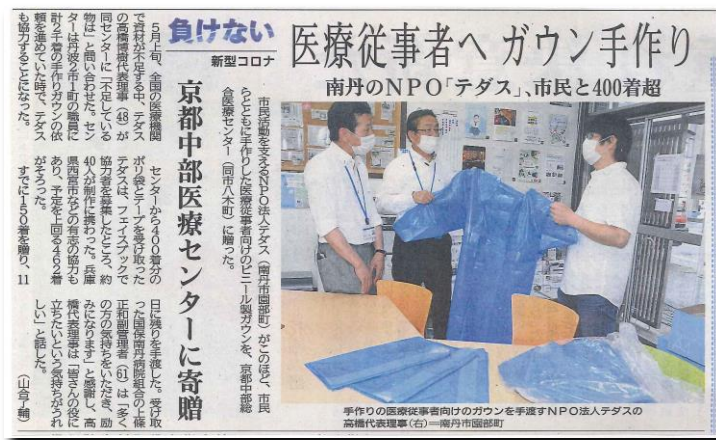 医療従事者へ ガウン手作り
南丹のNPO「テダス」、市民と400着超
負けない
新型コロナ
京都中部医療センターに寄贈
市民活動を支えるNPO法人テダス(南丹市園部町)がこのほど、市民
らとともに手作りした医療従事者向けのビニール製ガウンを、京都中部総
合医療センター(同市八木町)に贈った。
5月上旬、全国の医療機関
で資材が不足する中、テダス
の高橋博樹代表理事(48)が
同センターに「不足している
物は」と問い合わせた。セン
ターは丹波2市1町の職員に
計2千着の手作りガウンの依
頼を進めていた時で、テダス
も協力することになった。
センターから400着分の
ポリ袋とテープを受け取った
テダスは、フェイスブックで
協力者を募集したところ、約
40人が制作に携わった。兵庫
県西宮市などの有志の協力も
あり、予定を上回る462着
がそろった。
すでに150着を贈り、11
日に残りを手渡した。受け取
った国保南丹病院組合の上條
正和副管理者(61)は「多く
の方の気持ちをいただき、励
みになります」と感謝し、高
橋代表理事は「皆さんの役に
立ちたいという気持ちがうれ
しい」と話した。
(山合了輔)
手作りの医療従事者向けのガウンを手渡すNPO法人テダスの
高橋代表理事(右)=南丹市園部町